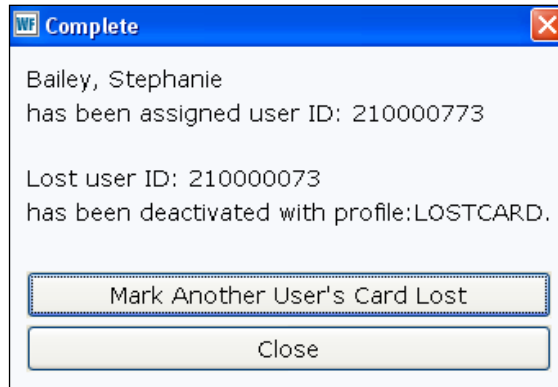 WF Complete
Bailey, Stephanie
has been assigned user ID: 210000773
Lost user ID: 210000073
has been deactivated with profile:LOSTCARD.
Mark Another User's Card Lost
Close